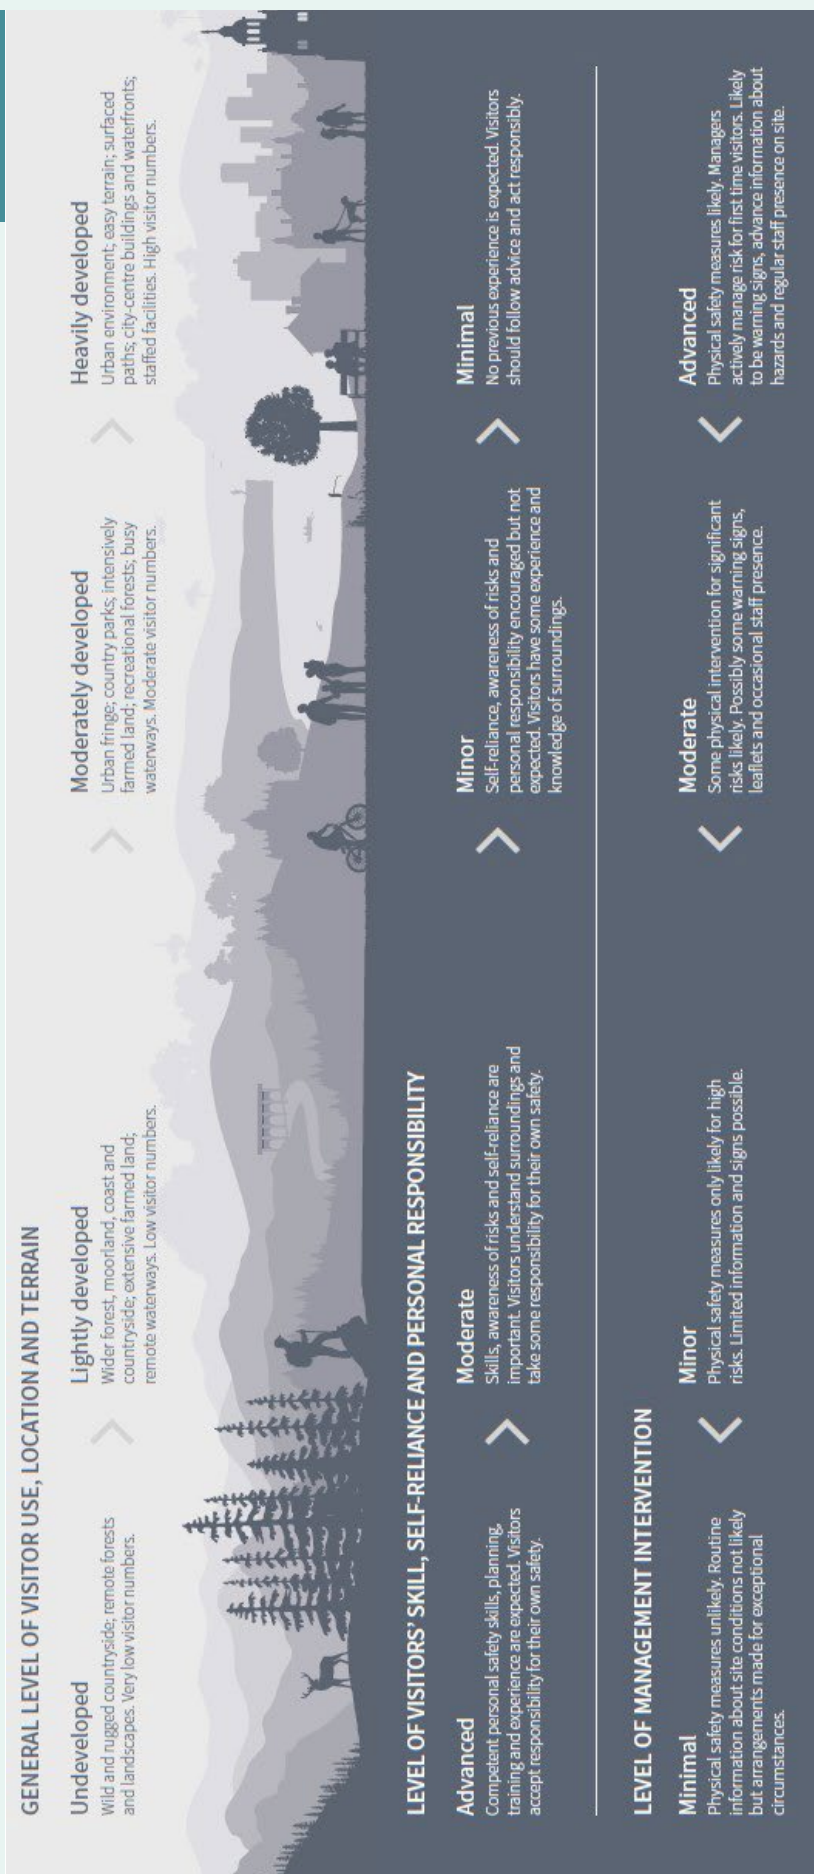 GENERAL LEVEL OF VISITOR USE, LOCATION AND TERRAIN
Undeveloped
Wild and rugged countryside; remote forests
and landscapes. Very low visitor numbers.
Lightly developed
Wider forest, moorland, coast and
countryside; extensive farmed land;
remote waterways. Low visitor numbers.
Moderately developed
Urban fringe; country parks; intensively
farmed land; recreational forests; busy
waterways. Moderate visitor numbers.
Heavily developed
Urban environment; easy terrain; surfaced
paths; city-centre buildings and waterfronts;
staffed facilities. High visitor numbers.
LEVEL OF VISITORS' SKILL, SELF-RELIANCE AND PERSONAL RESPONSIBILITY
Advanced
Competent personal safety skills, planning,
training and experience are expected. Visitors
accept responsibility for their own safety.
Moderate
Skills, awareness of risks and self-reliance are
important. Visitors understand surroundings and
take some responsibility for their own safety.
Minor
Self-reliance, awareness of risks and
personal responsibility encouraged but not
expected. Visitors have some experience and
knowledge of surroundings.
Minimal
No previous experience is expected. Visitors
should follow advice and act responsibly.
LEVEL OF MANAGEMENT INTERVENTION
Minimal
Physical safety measures unlikely. Routine
information about site conditions not likely
but arrangements made for exceptional
circumstances.
Minor
Physical safety measures only likely for high
risks. Limited information and signs possible.
Moderate
Some physical intervention for significant
risks likely. Possibly some warning signs,
leaflets and occasional staff presence.
Advanced
Physical safety measures likely. Managers
actively manage risk for first time visitors. Likely
to be warning signs, advance information about
hazards and regular staff presence on site.